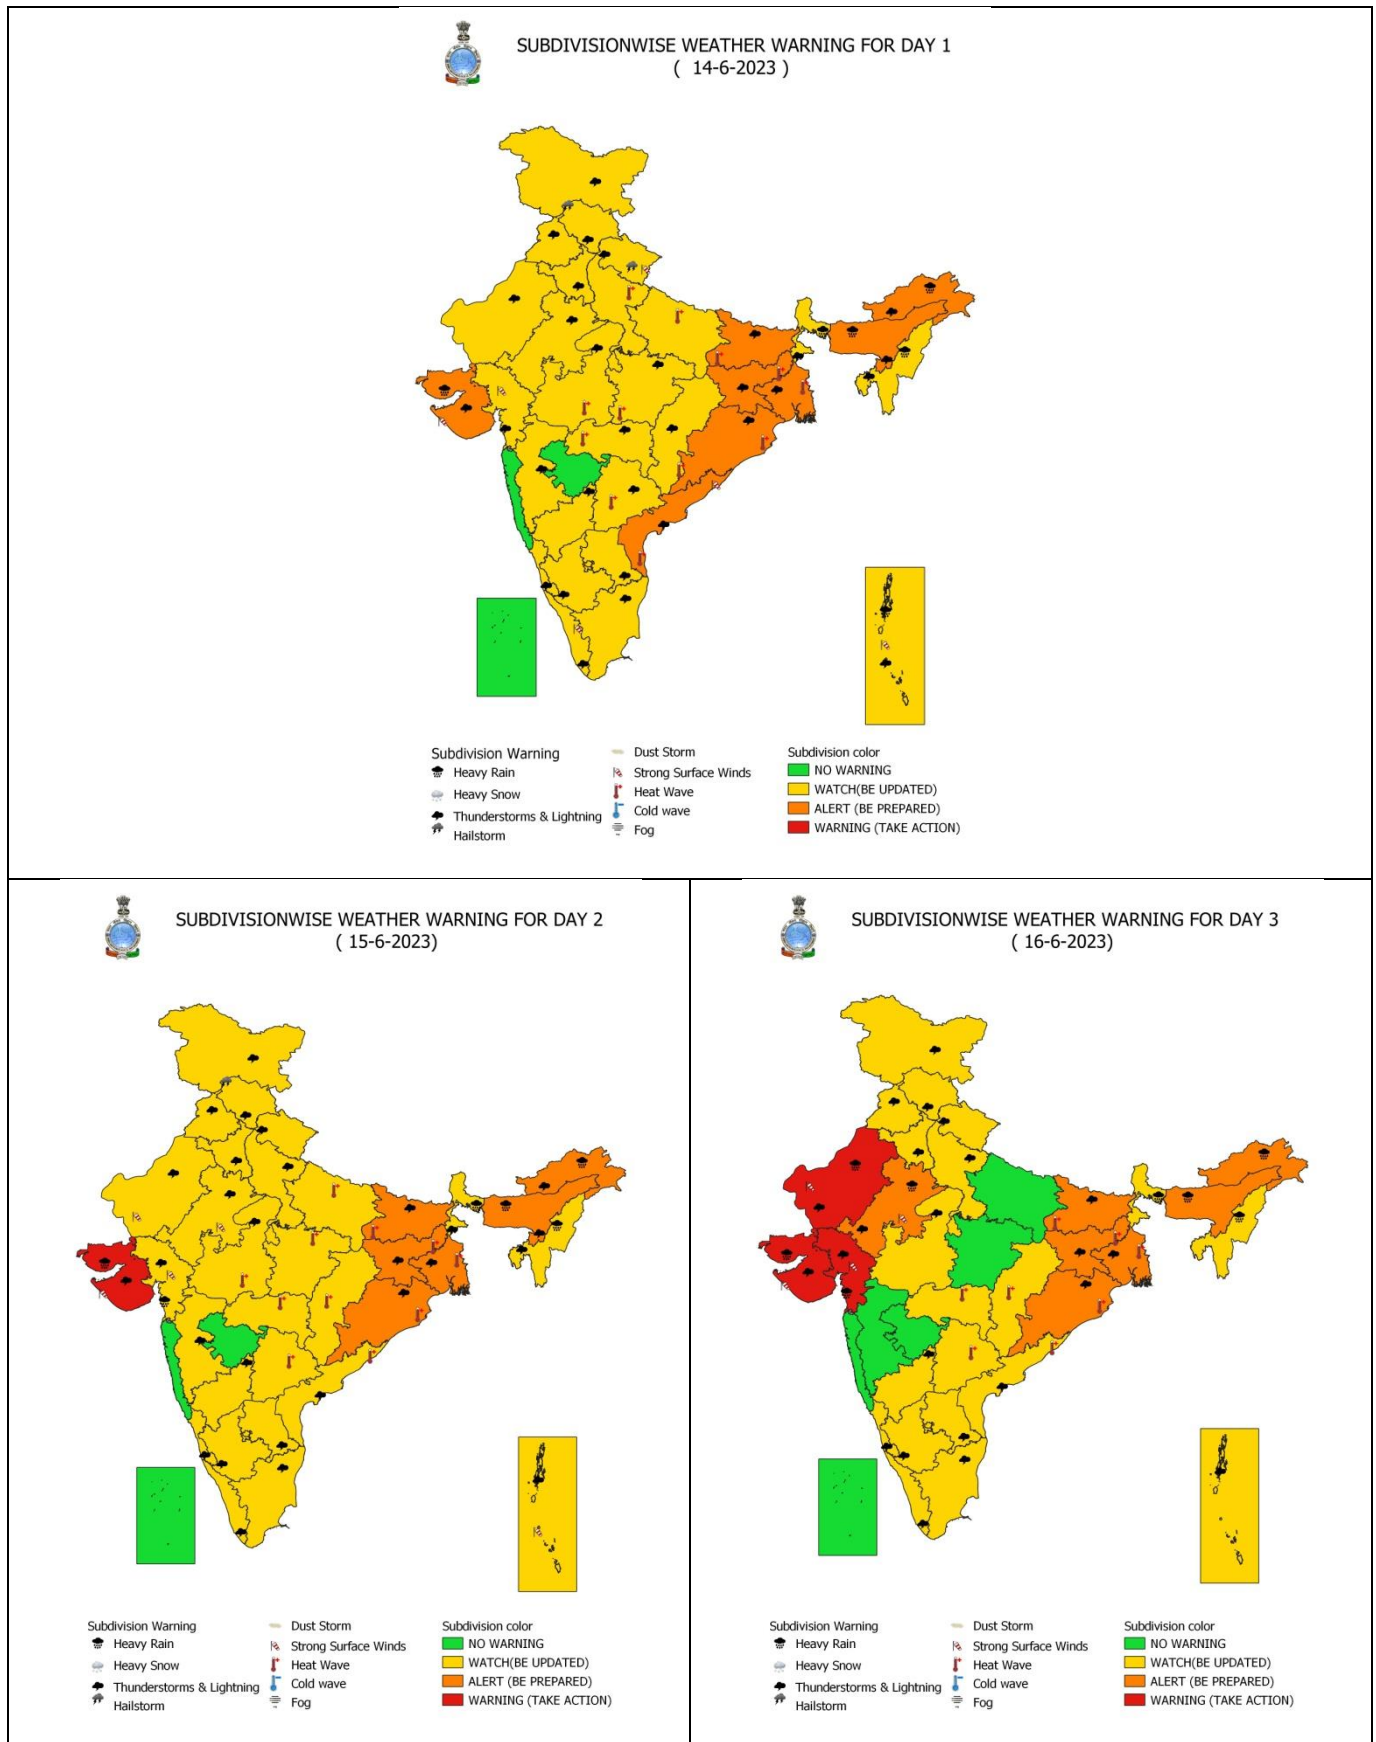 SUBDIVISIONWISE WEATHER WARNING FOR DAY 1
( 14-6-2023 )
Subdivision Warning
Heavy Rain
Heavy Snow
Thunderstorms & Lightning
Hailstorm
Dust Storm
Strong Surface Winds
Heat Wave
Cold wave
Fog
Subdivision color
NO WARNING
WATCH(BE UPDATED)
ALERT (BE PREPARED)
WARNING (TAKE ACTION)
SUBDIVISIONWISE WEATHER WARNING FOR DAY 2
( 15-6-2023)
Subdivision Warning
Heavy Rain
Heavy Snow
Thunderstorms & Lightning
Hailstorm
Dust Storm
Strong Surface Winds
Heat Wave
Cold wave
Fog
Subdivision color
NO WARNING
WATCH(BE UPDATED)
ALERT (BE PREPARED)
WARNING (TAKE ACTION)
SUBDIVISIONWISE WEATHER WARNING FOR DAY 3
( 16-6-2023)
Subdivision Warning
Heavy Rain
Heavy Snow
Thunderstorms & Lightning
Hailstorm
Dust Storm
Strong Surface Winds
Heat Wave
Cold wave
Fog
Subdivision color
NO WARNING
WATCH(BE UPDATED)
ALERT (BE PREPARED)
WARNING (TAKE ACTION)